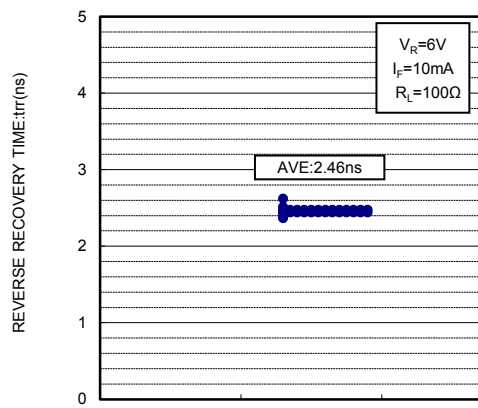 5
4
3
2
1
0
REVERSE RECOVERY TIME:trr(ns)
V_R=6V
I_F=10mA
R_L=100Ω
AVE:2.46ns